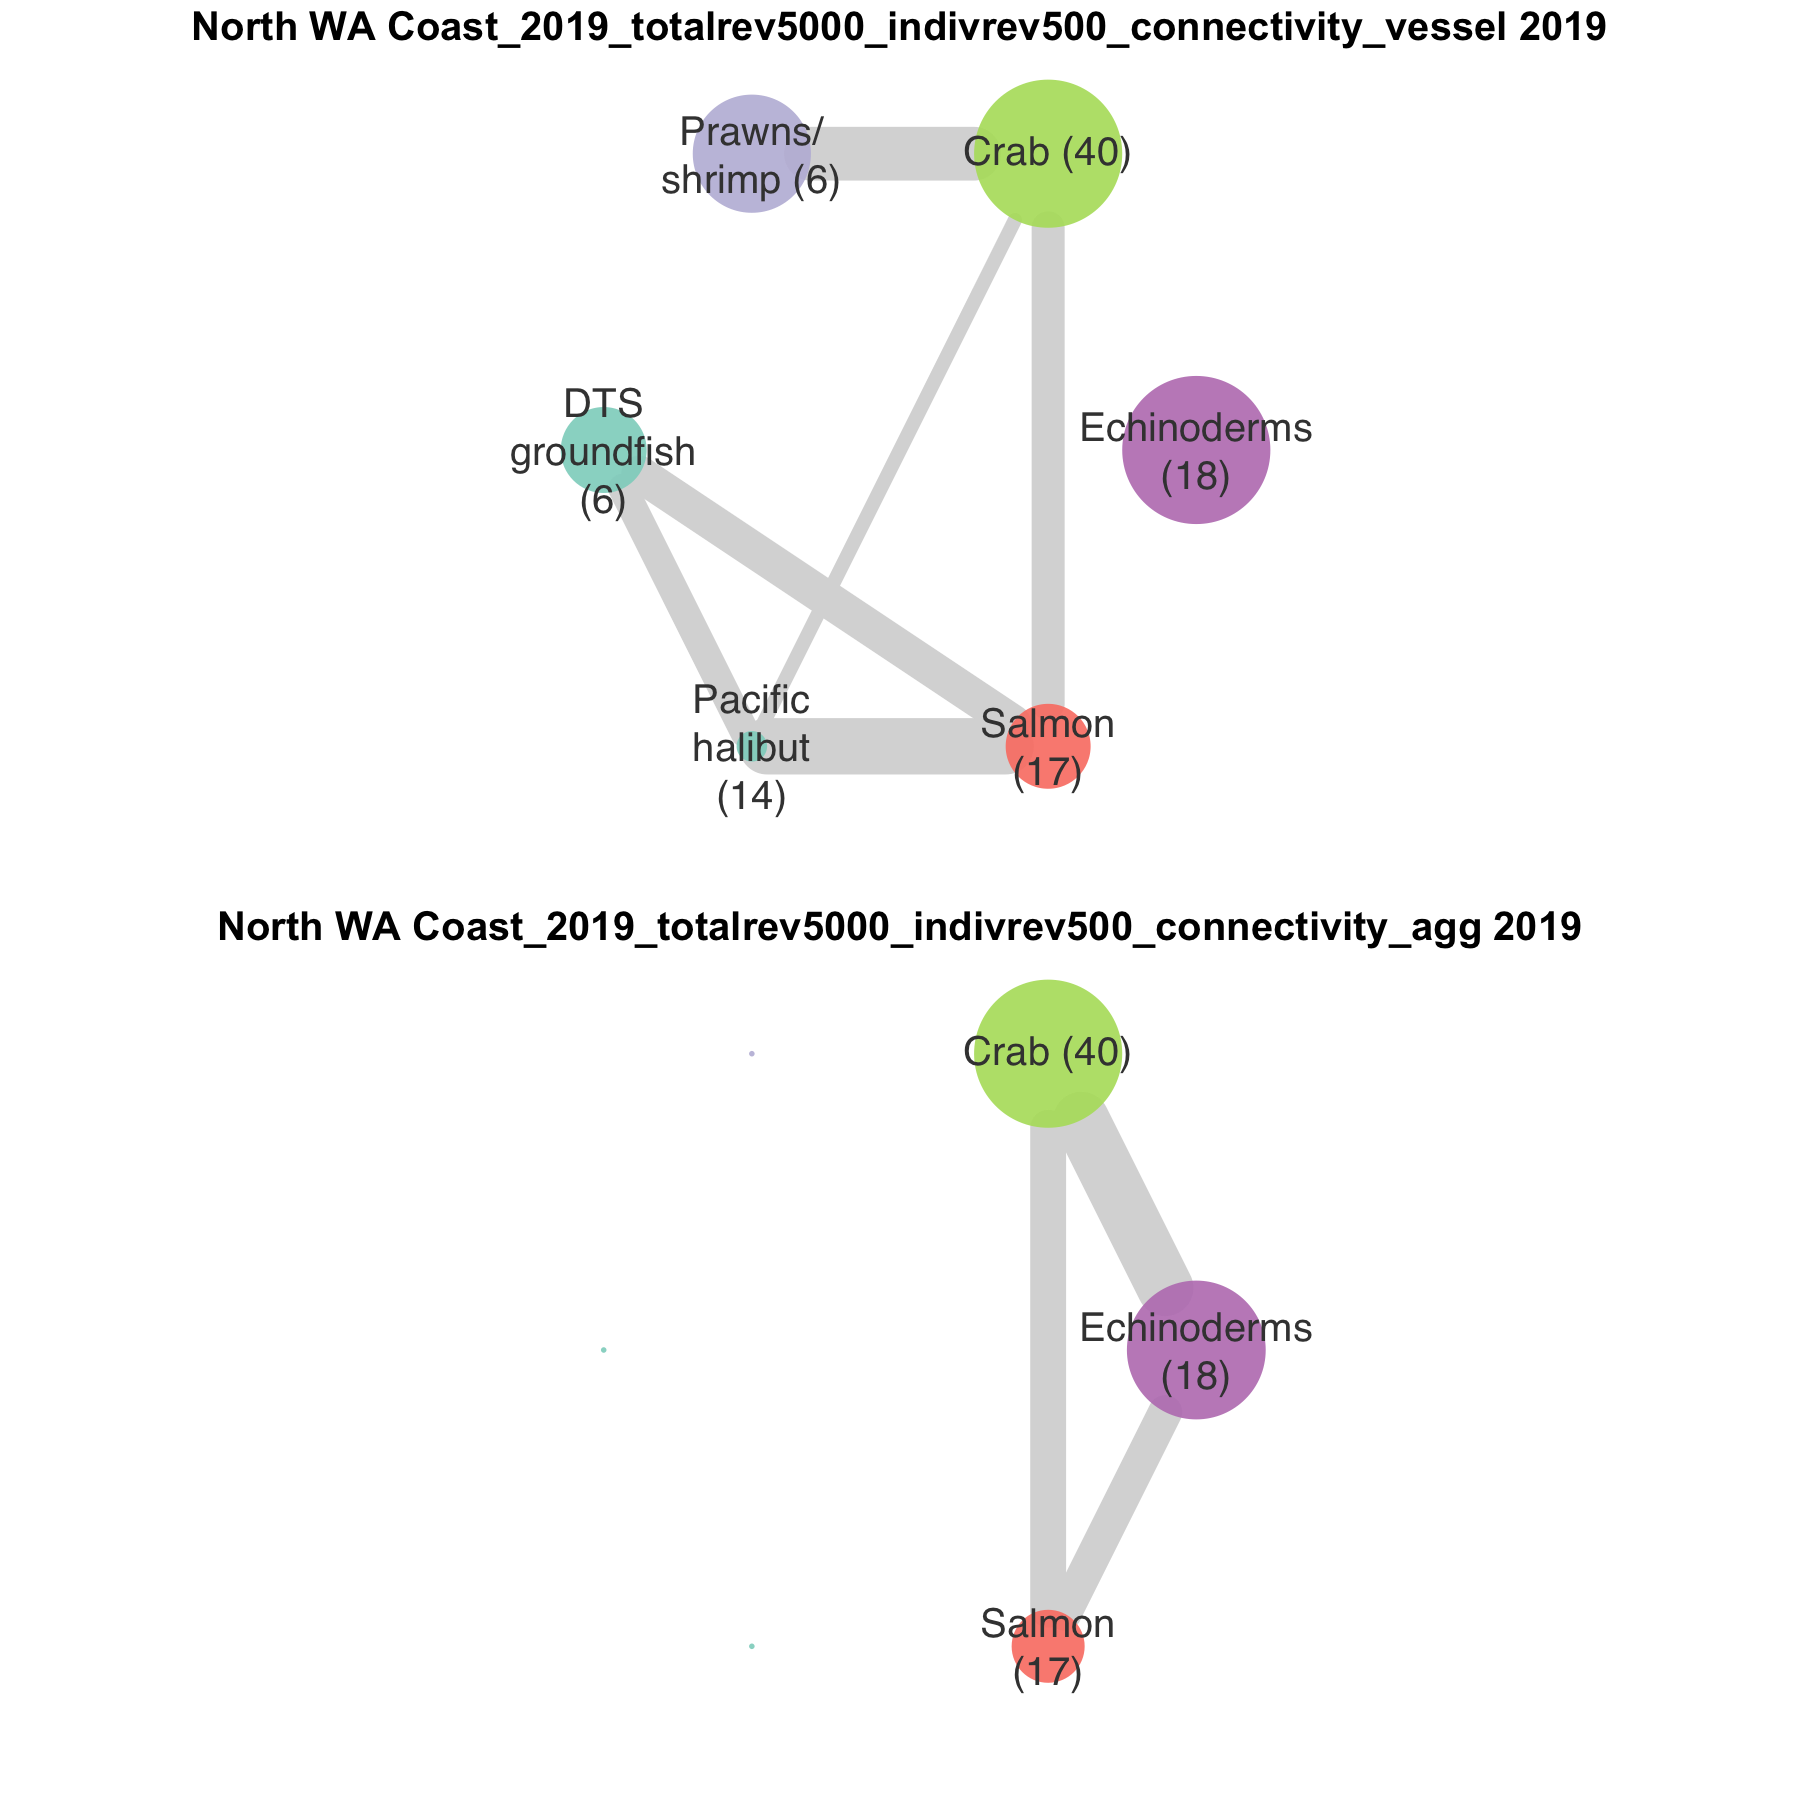 North WA Coast_2019_totalrev5000_indivrev500_connectivity_vessel 2019
Prawns/
shrimp (6)
Crab (40)
DTS
groundfish
(6)
Echinoderms
(18)
Pacific
halibut
(14)
Salmon
(17)
North WA Coast_2019_totalrev5000_indivrev500_connectivity_agg 2019
Crab (40)
Echinoderms
(18)
Salmon
(17)